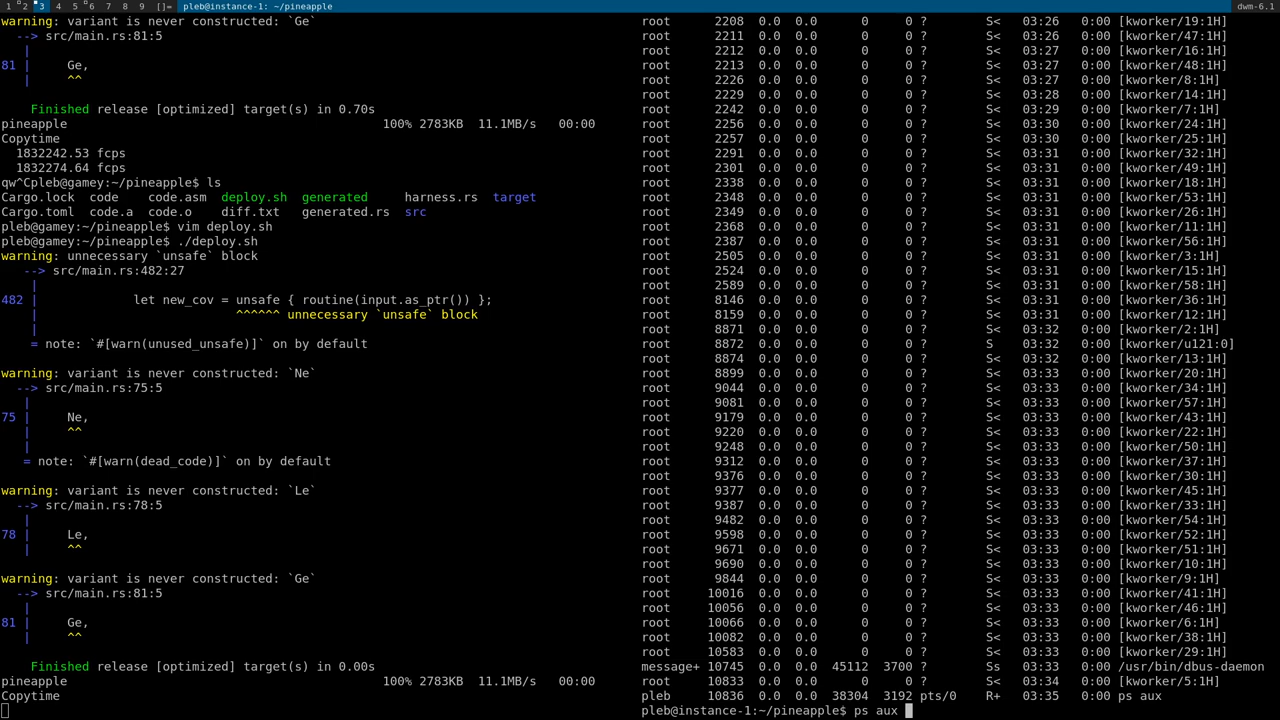 1 2 3 4 5 6 7 8 9 []= pleb@instance-1: ~/pineapple dwm-6.1
warning: variant is never constructed: `Ge`
--> src/main.rs:81:5
|
81 | Ge,
| ^^
Finished release [optimized] target(s) in 0.70s
pineapple 100% 2783KB 11.1MB/s 00:00
Copytime
1832242.53 fcps
1832274.64 fcps
qw^Cpleb@gamey:~/pineapple$ ls
Cargo.lock code code.asm deploy.sh generated harness.rs target
Cargo.toml code.a code.o diff.txt generated.rs src
pleb@gamey:~/pineapple$ vim deploy.sh
pleb@gamey:~/pineapple$ ./deploy.sh
warning: unnecessary `unsafe` block
--> src/main.rs:482:27
|
482 | let new_cov = unsafe { routine(input.as_ptr()) };
| ^^^^^^ unnecessary `unsafe` block
|
= note: `#[warn(unused_unsafe)]` on by default
warning: variant is never constructed: `Ne`
--> src/main.rs:75:5
|
75 | Ne,
| ^^
|
= note: `#[warn(dead_code)]` on by default
warning: variant is never constructed: `Le`
--> src/main.rs:78:5
|
78 | Le,
| ^^
warning: variant is never constructed: `Ge`
--> src/main.rs:81:5
|
81 | Ge,
| ^^
Finished release [optimized] target(s) in 0.00s
pineapple 100% 2783KB 11.1MB/s 00:00
Copytime
root 2208 0.0 0.0 0 0 ? S< 03:26 0:00 [kworker/19:1H]
root 2211 0.0 0.0 0 0 ? S< 03:26 0:00 [kworker/47:1H]
root 2212 0.0 0.0 0 0 ? S< 03:27 0:00 [kworker/16:1H]
root 2213 0.0 0.0 0 0 ? S< 03:27 0:00 [kworker/48:1H]
root 2226 0.0 0.0 0 0 ? S< 03:27 0:00 [kworker/8:1H]
root 2229 0.0 0.0 0 0 ? S< 03:28 0:00 [kworker/14:1H]
root 2242 0.0 0.0 0 0 ? S< 03:29 0:00 [kworker/7:1H]
root 2256 0.0 0.0 0 0 ? S< 03:30 0:00 [kworker/24:1H]
root 2257 0.0 0.0 0 0 ? S< 03:30 0:00 [kworker/25:1H]
root 2291 0.0 0.0 0 0 ? S< 03:31 0:00 [kworker/32:1H]
root 2301 0.0 0.0 0 0 ? S< 03:31 0:00 [kworker/49:1H]
root 2338 0.0 0.0 0 0 ? S< 03:31 0:00 [kworker/18:1H]
root 2348 0.0 0.0 0 0 ? S< 03:31 0:00 [kworker/53:1H]
root 2349 0.0 0.0 0 0 ? S< 03:31 0:00 [kworker/26:1H]
root 2368 0.0 0.0 0 0 ? S< 03:31 0:00 [kworker/11:1H]
root 2387 0.0 0.0 0 0 ? S< 03:31 0:00 [kworker/56:1H]
root 2505 0.0 0.0 0 0 ? S< 03:31 0:00 [kworker/3:1H]
root 2524 0.0 0.0 0 0 ? S< 03:31 0:00 [kworker/15:1H]
root 2589 0.0 0.0 0 0 ? S< 03:31 0:00 [kworker/58:1H]
root 8146 0.0 0.0 0 0 ? S< 03:31 0:00 [kworker/36:1H]
root 8159 0.0 0.0 0 0 ? S< 03:31 0:00 [kworker/12:1H]
root 8871 0.0 0.0 0 0 ? S< 03:32 0:00 [kworker/2:1H]
root 8872 0.0 0.0 0 0 ? S 03:32 0:00 [kworker/u121:0]
root 8874 0.0 0.0 0 0 ? S< 03:32 0:00 [kworker/13:1H]
root 8899 0.0 0.0 0 0 ? S< 03:33 0:00 [kworker/20:1H]
root 9044 0.0 0.0 0 0 ? S< 03:33 0:00 [kworker/34:1H]
root 9081 0.0 0.0 0 0 ? S< 03:33 0:00 [kworker/57:1H]
root 9179 0.0 0.0 0 0 ? S< 03:33 0:00 [kworker/43:1H]
root 9220 0.0 0.0 0 0 ? S< 03:33 0:00 [kworker/22:1H]
root 9248 0.0 0.0 0 0 ? S< 03:33 0:00 [kworker/50:1H]
root 9312 0.0 0.0 0 0 ? S< 03:33 0:00 [kworker/37:1H]
root 9376 0.0 0.0 0 0 ? S< 03:33 0:00 [kworker/30:1H]
root 9377 0.0 0.0 0 0 ? S< 03:33 0:00 [kworker/45:1H]
root 9387 0.0 0.0 0 0 ? S< 03:33 0:00 [kworker/33:1H]
root 9482 0.0 0.0 0 0 ? S< 03:33 0:00 [kworker/54:1H]
root 9598 0.0 0.0 0 0 ? S< 03:33 0:00 [kworker/52:1H]
root 9671 0.0 0.0 0 0 ? S< 03:33 0:00 [kworker/51:1H]
root 9690 0.0 0.0 0 0 ? S< 03:33 0:00 [kworker/10:1H]
root 9844 0.0 0.0 0 0 ? S< 03:33 0:00 [kworker/9:1H]
root 10016 0.0 0.0 0 0 ? S< 03:33 0:00 [kworker/41:1H]
root 10056 0.0 0.0 0 0 ? S< 03:33 0:00 [kworker/46:1H]
root 10066 0.0 0.0 0 0 ? S< 03:33 0:00 [kworker/6:1H]
root 10082 0.0 0.0 0 0 ? S< 03:33 0:00 [kworker/38:1H]
root 10583 0.0 0.0 0 0 ? S< 03:33 0:00 [kworker/29:1H]
message+ 10745 0.0 0.0 45112 3700 ? Ss 03:33 0:00 /usr/bin/dbus-daemon
root 10833 0.0 0.0 0 0 ? S< 03:34 0:00 [kworker/5:1H]
pleb 10836 0.0 0.0 38304 3192 pts/0 R+ 03:35 0:00 ps aux
pleb@instance-1:~/pineapple$ ps aux